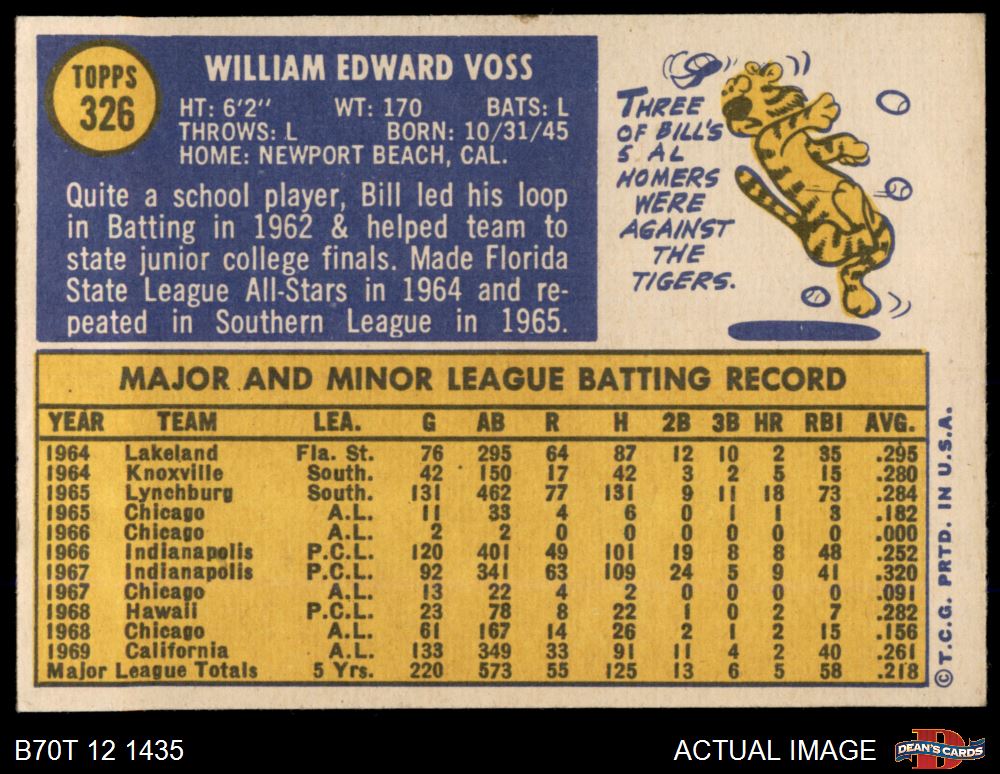 TOPPS
326
WILLIAM EDWARD VOSS
HT: 6'2" WT: 170 BATS: L
THROWS: L BORN: 10/31/45
HOME: NEWPORT BEACH, CAL.
Quite a school player, Bill led his loop
in Batting in 1962 & helped team to
state junior college finals. Made Florida
State League All-Stars in 1964 and re-
peated in Southern League in 1965.
THREE
OF BILL'S
5 AL
HOMERS
WERE
AGAINST
THE
TIGERS.
MAJOR AND MINOR LEAGUE BATTING RECORD
YEAR TEAM LEA. G AB R H 2B 3B HR RBI AVG.
1964 Lakeland Fla. St. 76 295 64 87 12 10 2 35 .295
1964 Knoxville South. 42 150 17 42 3 2 5 15 .280
1965 Lynchburg South. 131 462 77 131 9 11 18 73 .284
1965 Chicago A.L. 11 33 4 6 0 1 1 3 .182
1966 Chicago A.L. 2 2 0 0 0 0 0 0 .000
1966 Indianapolis P.C.L. 120 401 49 101 19 8 8 48 .252
1967 Indianapolis P.C.L. 92 341 63 109 24 5 9 41 .320
1967 Chicago A.L. 13 22 4 2 0 0 0 0 .091
1968 Hawaii P.C.L. 23 78 8 22 1 0 2 7 .282
1968 Chicago A.L. 61 167 14 26 2 1 2 15 .156
1969 California A.L. 133 349 33 91 11 4 2 40 .261
Major League Totals 5 Yrs. 220 573 55 125 13 6 5 58 .218
© T.C.G. PRTD. IN U.S.A.
B70T 12 1435
ACTUAL IMAGE
D
DEAN'S CARDS